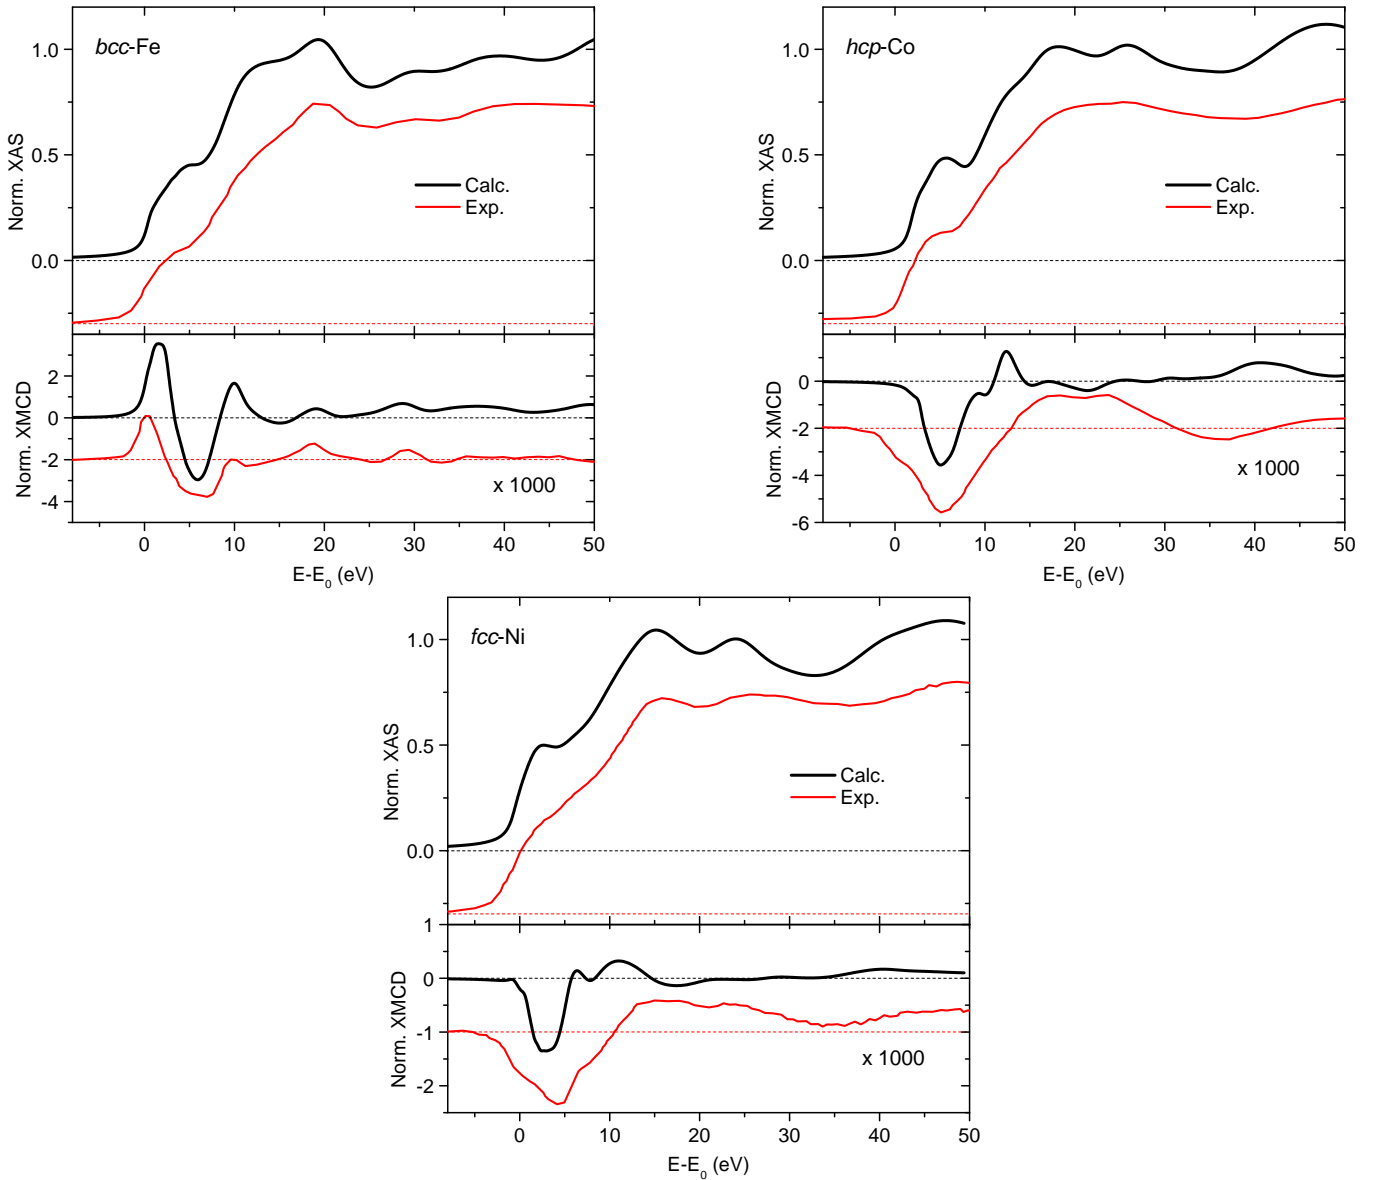 bcc-Fe
1.0
0.5
0.0
Norm. XAS
Calc.
Exp.
2
0
-2
-4
Norm. XMCD
x 1000
0 10 20 30 40 50
E-E0 (eV)
hcp-Co
1.0
0.5
0.0
Norm. XAS
Calc.
Exp.
0
-2
-4
-6
Norm. XMCD
x 1000
0 10 20 30 40 50
E-E0 (eV)
fcc-Ni
1.0
0.5
0.0
Norm. XAS
Calc.
Exp.
1
0
-1
-2
Norm. XMCD
x 1000
0 10 20 30 40 50
E-E0 (eV)